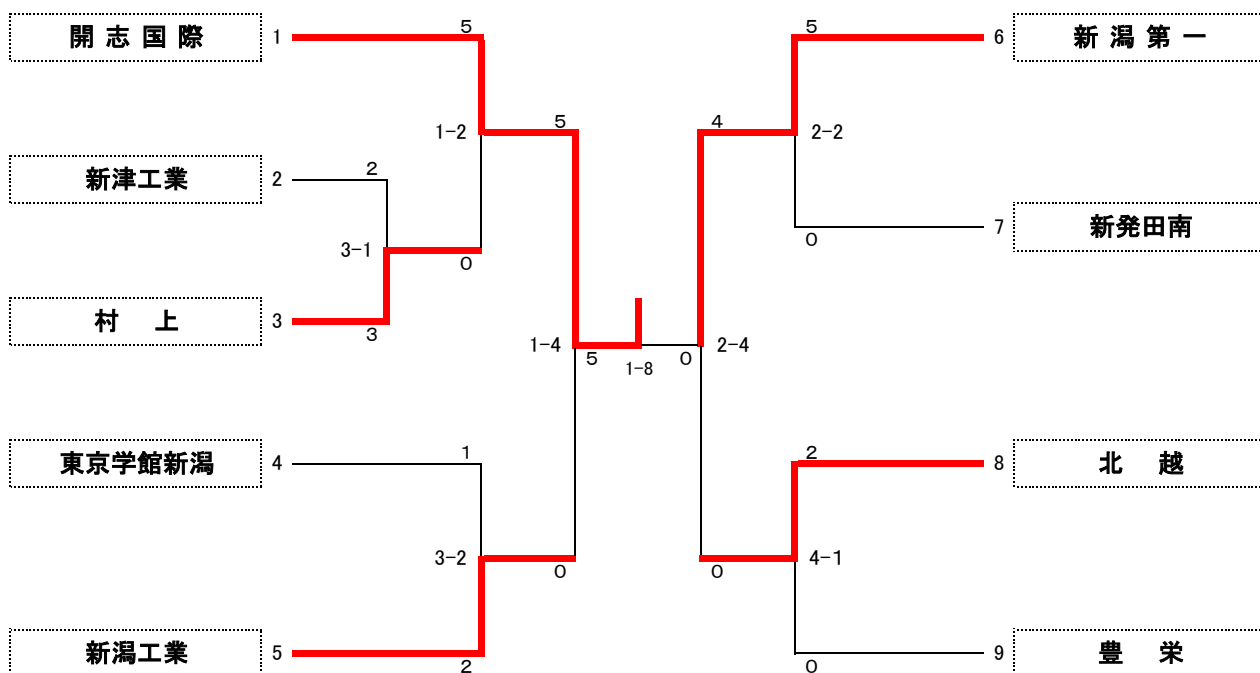 開志国際 1 5 5 6 新潟第一
1-2 5 4 2-2
新津工業 2 2
0 7 新発田南
3-1 0
村 上 3 3
1-4 5 1-8 0 2-4
東京学館新潟 4 1 2 8 北 越
3-2 0 0 4-1
新潟工業 5 2 0 9 豊 栄